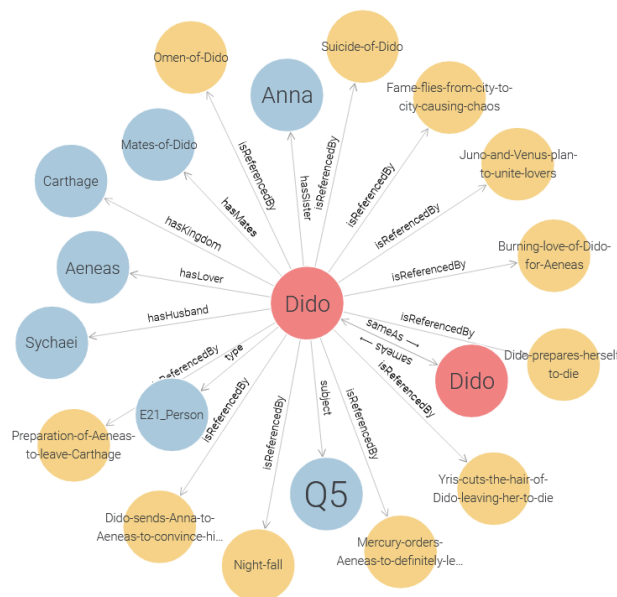 Suicide-of-Dido
Omen-of-Dido
Anna
Fame-flies-from-city-to-
city-causing-chaos
Mates-of-Dido
Juno-and-Venus-plan-
to-unite-lovers
isReferencedBy
isReferencedBy
hasSister
isReferencedBy
Carthage
hasMates
isReferencedBy
hasKingdom
Burning-love-of-Dido-
for-Aeneas
Aeneas
hasLover
isReferencedBy
Dido
hasHusband
isReferencedBy
Sychaei
sameAs →
sameAs →
type
Dido-prepares-herself-
to-die
Dido
isReferencedBy
subject
isReferencedBy
E21_Person
isReferencedBy
isReferencedBy
isReferencedBy
Preparation-of-Aeneas-
to-leave-Carthage
Yris-cuts-the-hair-of-
Dido-leaving-her-to-die
Q5
Dido-sends-Anna-to-
Aeneas-to-convince-hi...
Mercury-orders-
Aeneas-to-definitely-le...
Night-fall